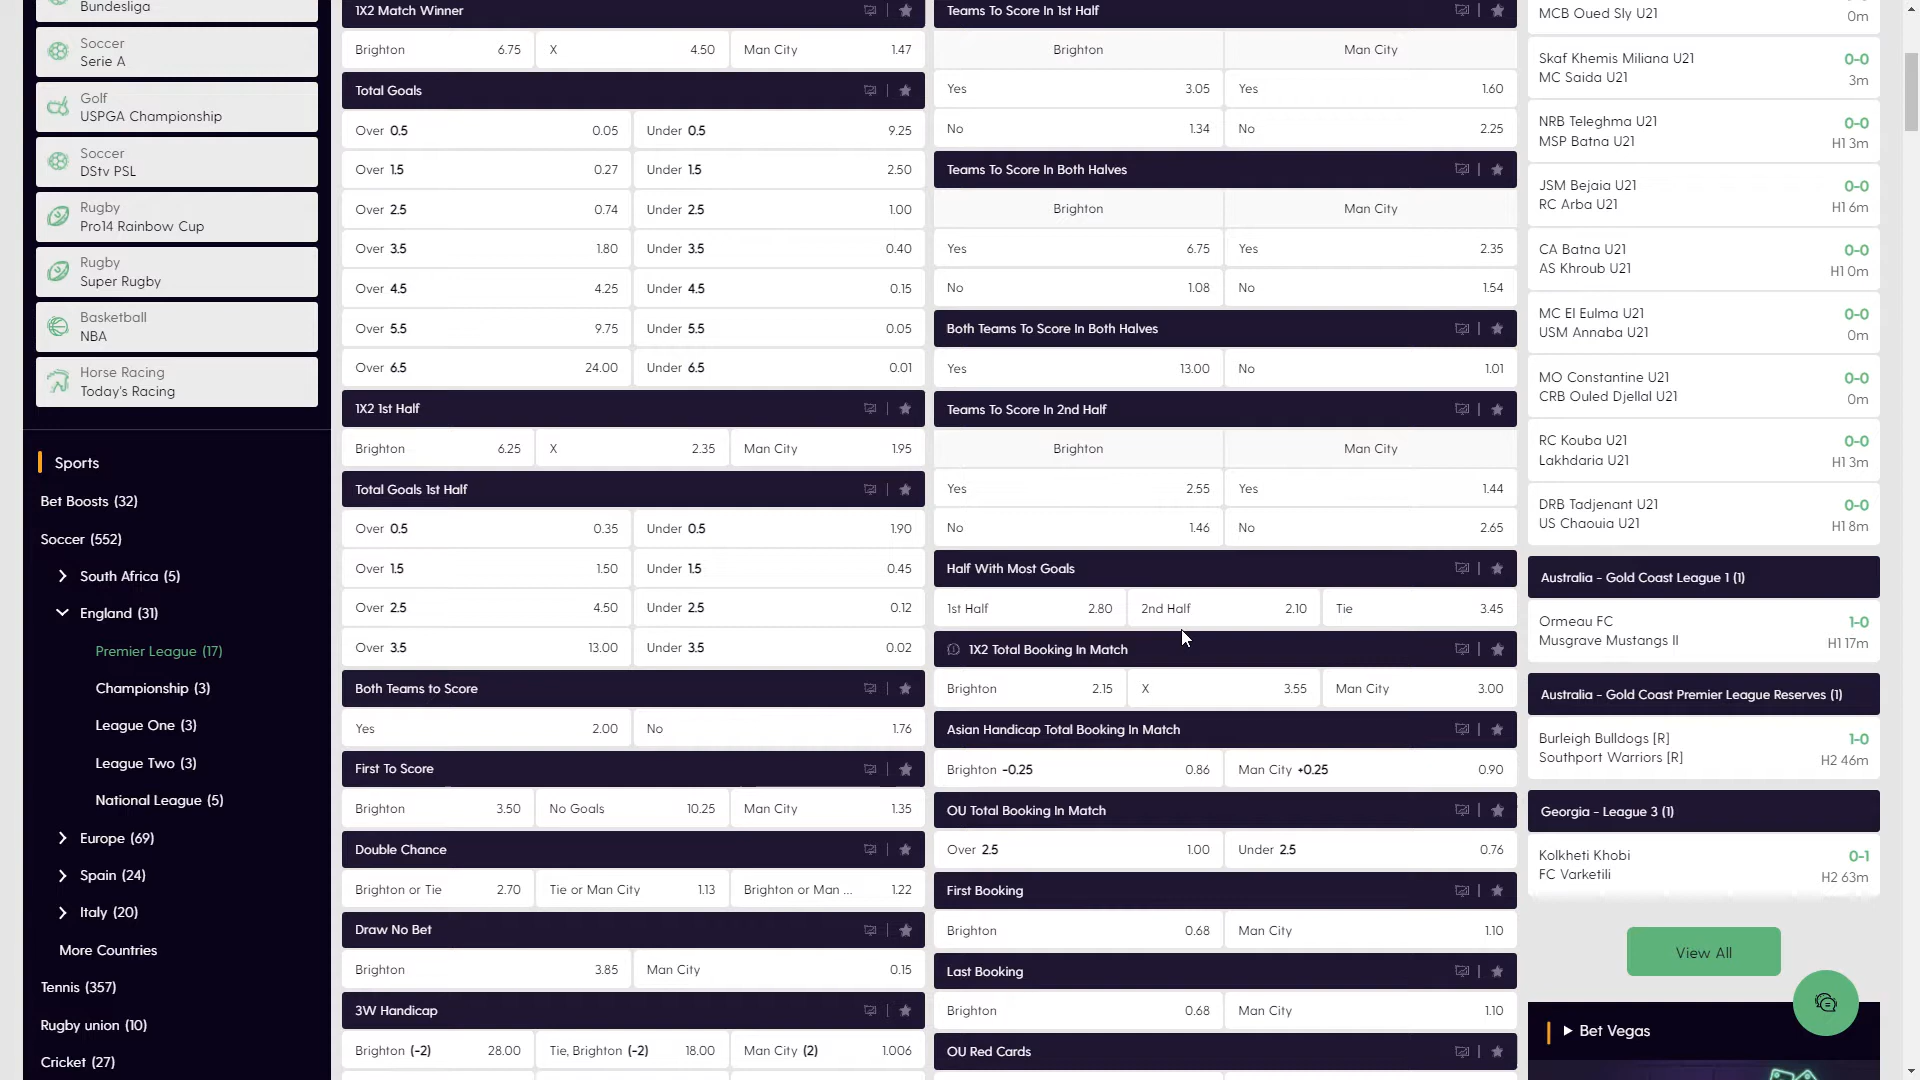 Bundesliga
Soccer
Serie A
Golf
USPGA Championship
Soccer
DStv PSL
Rugby
Pro14 Rainbow Cup
Rugby
Super Rugby
Basketball
NBA
Horse Racing
Today's Racing
Sports
Bet Boosts (32)
Soccer (552)
South Africa (5)
England (31)
Premier League (17)
Championship (3)
League One (3)
League Two (3)
National League (5)
Europe (69)
Spain (24)
Italy (20)
More Countries
Tennis (357)
Rugby union (10)
Cricket (27)
1X2 Match Winner
Brighton 6.75 X 4.50 Man City 1.47
Total Goals
Over 0.5 0.05 Under 0.5 9.25
Over 1.5 0.27 Under 1.5 2.50
Over 2.5 0.74 Under 2.5 1.00
Over 3.5 1.80 Under 3.5 0.40
Over 4.5 4.25 Under 4.5 0.15
Over 5.5 9.75 Under 5.5 0.05
Over 6.5 24.00 Under 6.5 0.01
1X2 1st Half
Brighton 6.25 X 2.35 Man City 1.95
Total Goals 1st Half
Over 0.5 0.35 Under 0.5 1.90
Over 1.5 1.50 Under 1.5 0.45
Over 2.5 4.50 Under 2.5 0.12
Over 3.5 13.00 Under 3.5 0.02
Both Teams to Score
Yes 2.00 No 1.76
First To Score
Brighton 3.50 No Goals 10.25 Man City 1.35
Double Chance
Brighton or Tie 2.70 Tie or Man City 1.13 Brighton or Man ... 1.22
Draw No Bet
Brighton 3.85 Man City 0.15
3W Handicap
Brighton (-2) 28.00 Tie, Brighton (-2) 18.00 Man City (2) 1.006
Teams To Score In 1st Half
Brighton Man City
Yes 3.05 Yes 1.60
No 1.34 No 2.25
Teams To Score In Both Halves
Brighton Man City
Yes 6.75 Yes 2.35
No 1.08 No 1.54
Both Teams To Score In Both Halves
Yes 13.00 No 1.01
Teams To Score In 2nd Half
Brighton Man City
Yes 2.55 Yes 1.44
No 1.46 No 2.65
Half With Most Goals
1st Half 2.80 2nd Half 2.10 Tie 3.45
1X2 Total Booking In Match
Brighton 2.15 X 3.55 Man City 3.00
Asian Handicap Total Booking In Match
Brighton -0.25 0.86 Man City +0.25 0.90
OU Total Booking In Match
Over 2.5 1.00 Under 2.5 0.76
First Booking
Brighton 0.68 Man City 1.10
Last Booking
Brighton 0.68 Man City 1.10
OU Red Cards
MCB Oued Sly U21 0m
Skaf Khemis Miliana U21 0-0
MC Saida U21 3m
NRB Teleghma U21 0-0
MSP Batna U21 H1 3m
JSM Bejaia U21 0-0
RC Arba U21 H1 6m
CA Batna U21 0-0
AS Khroub U21 H1 0m
MC El Eulma U21 0-0
USM Annaba U21 0m
MO Constantine U21 0-0
CRB Ouled Djellal U21 0m
RC Kouba U21 0-0
Lakhdaria U21 H1 3m
DRB Tadjenant U21 0-0
US Chaouia U21 H1 8m
Australia - Gold Coast League 1 (1)
Ormeau FC 1-0
Musgrave Mustangs II H1 17m
Australia - Gold Coast Premier League Reserves (1)
Burleigh Bulldogs [R] 1-0
Southport Warriors [R] H2 46m
Georgia - League 3 (1)
Kolkheti Khobi 0-1
FC Varketili H2 63m
View All
Bet Vegas